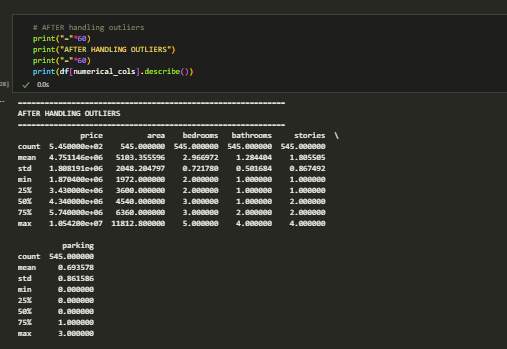 # AFTER handling outliers
print("="*60)
print("AFTER HANDLING OUTLIERS")
print("="*60)
print(df[numerical_cols].describe())
0.0s
============================================================
AFTER HANDLING OUTLIERS
============================================================
price area bedrooms bathrooms stories \
count 5.450000e+02 545.000000 545.000000 545.000000 545.000000
mean 4.751146e+06 5103.355596 2.966972 1.284404 1.805505
std 1.808191e+06 2048.204797 0.721780 0.501684 0.867492
min 1.870400e+06 1972.000000 2.000000 1.000000 1.000000
25% 3.430000e+06 3600.000000 2.000000 1.000000 1.000000
50% 4.340000e+06 4540.000000 3.000000 1.000000 2.000000
75% 5.740000e+06 6360.000000 3.000000 2.000000 2.000000
max 1.054200e+07 11812.800000 5.000000 4.000000 4.000000
parking
count 545.000000
mean 0.693578
std 0.861586
min 0.000000
25% 0.000000
50% 0.000000
75% 1.000000
max 3.000000